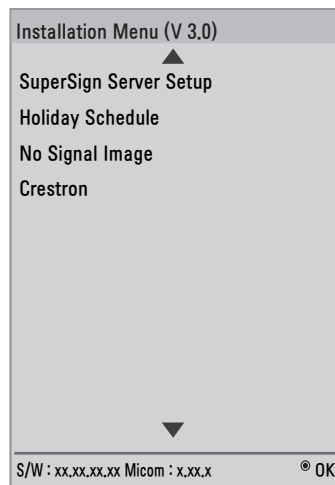 Installation Menu (V 3.0)
SuperSign Server Setup
Holiday Schedule
No Signal Image
Crestron
S/W : xx.xx.xx.xx Micom : x.xx.x ◉ OK